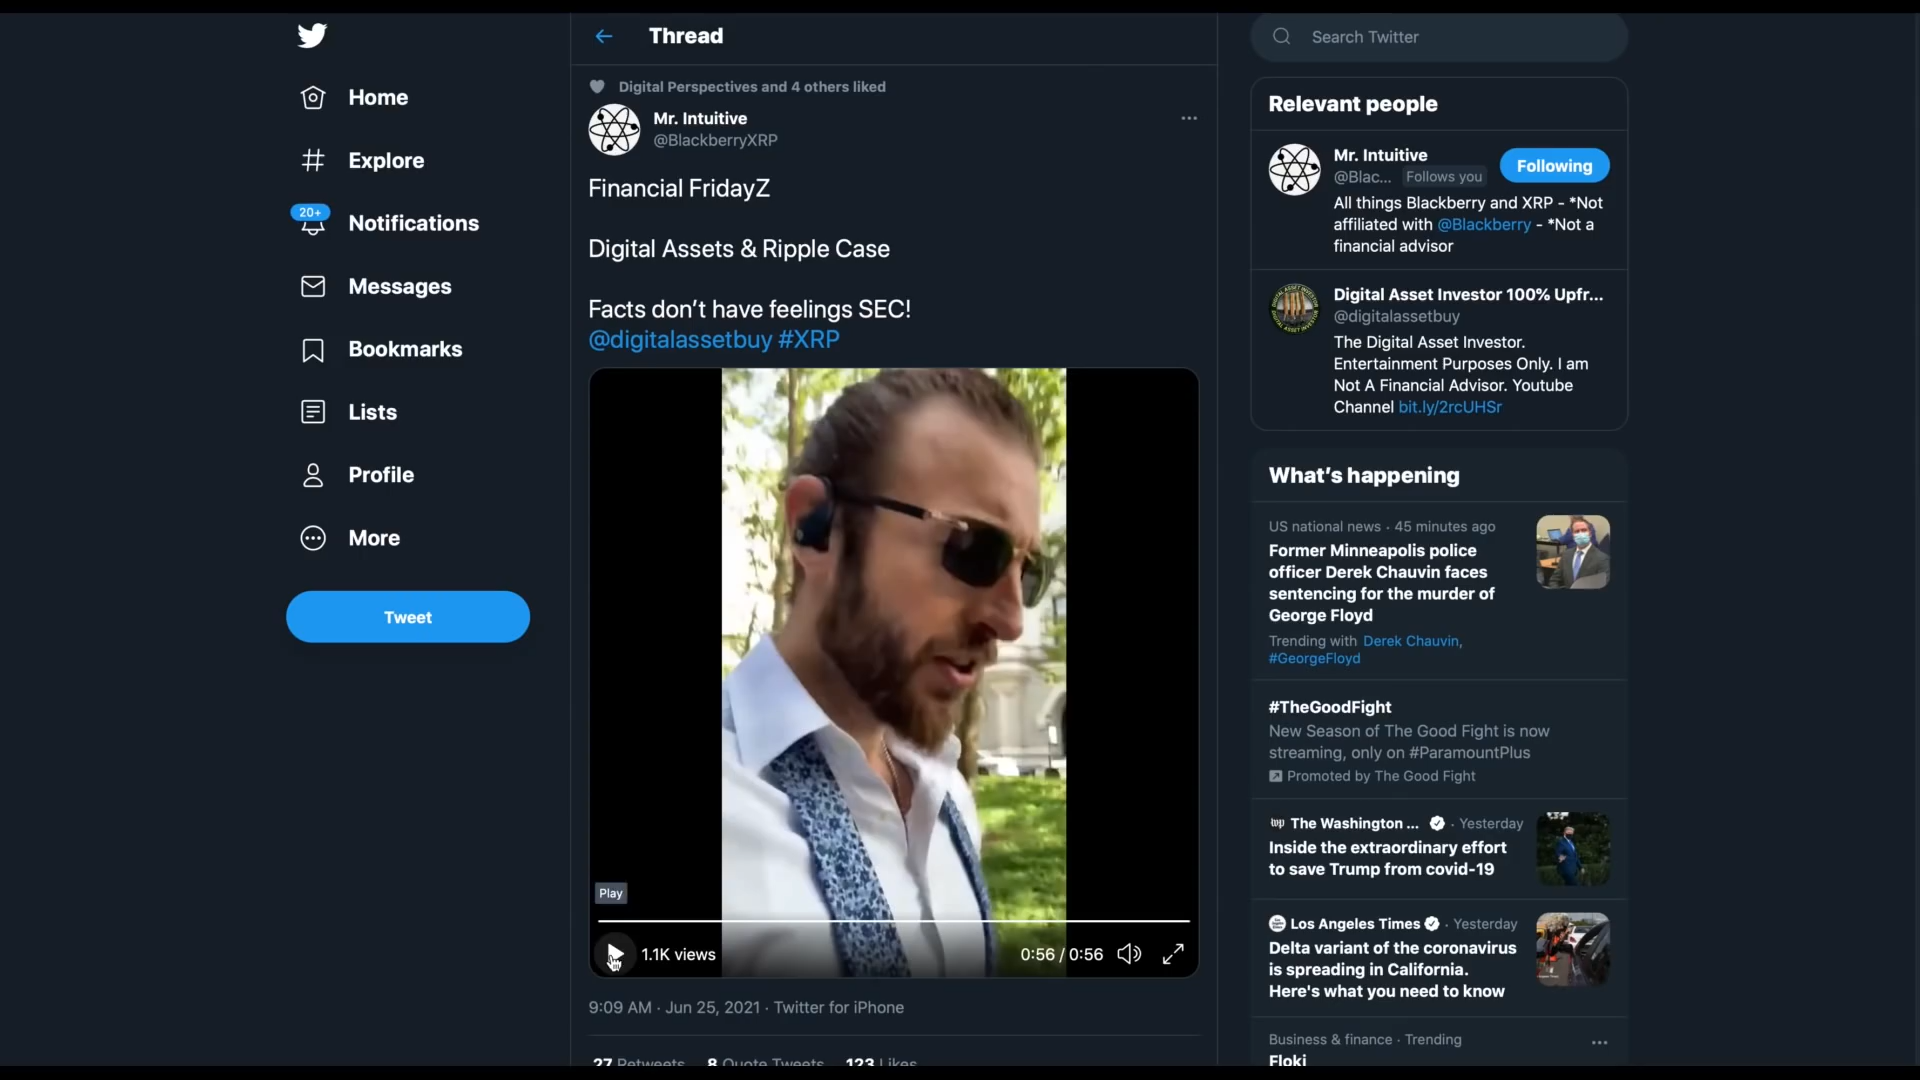 Home
Explore
20+
Notifications
Messages
Bookmarks
Lists
Profile
More
Tweet
Thread
Digital Perspectives and 4 others liked
Mr. Intuitive
@BlackberryXRP
Financial FridayZ
Digital Assets & Ripple Case
Facts don’t have feelings SEC!
@digitalassetbuy #XRP
Play
1.1K views
0:56 / 0:56
9:09 AM · Jun 25, 2021 · Twitter for iPhone
27 Retweets 8 Quote Tweets 123 Likes
Search Twitter
Relevant people
Mr. Intuitive
@Blac... Follows you
Following
All things Blackberry and XRP - *Not
affiliated with @Blackberry - *Not a
financial advisor
Digital Asset Investor 100% Upfr...
@digitalassetbuy
The Digital Asset Investor.
Entertainment Purposes Only. I am
Not A Financial Advisor. Youtube
Channel bit.ly/2rcUHSr
What’s happening
US national news · 45 minutes ago
Former Minneapolis police
officer Derek Chauvin faces
sentencing for the murder of
George Floyd
Trending with Derek Chauvin,
#GeorgeFloyd
#TheGoodFight
New Season of The Good Fight is now
streaming, only on #ParamountPlus
Promoted by The Good Fight
wp The Washington ... · Yesterday
Inside the extraordinary effort
to save Trump from covid-19
Los Angeles Times · Yesterday
Delta variant of the coronavirus
is spreading in California.
Here's what you need to know
Business & finance · Trending
Floki